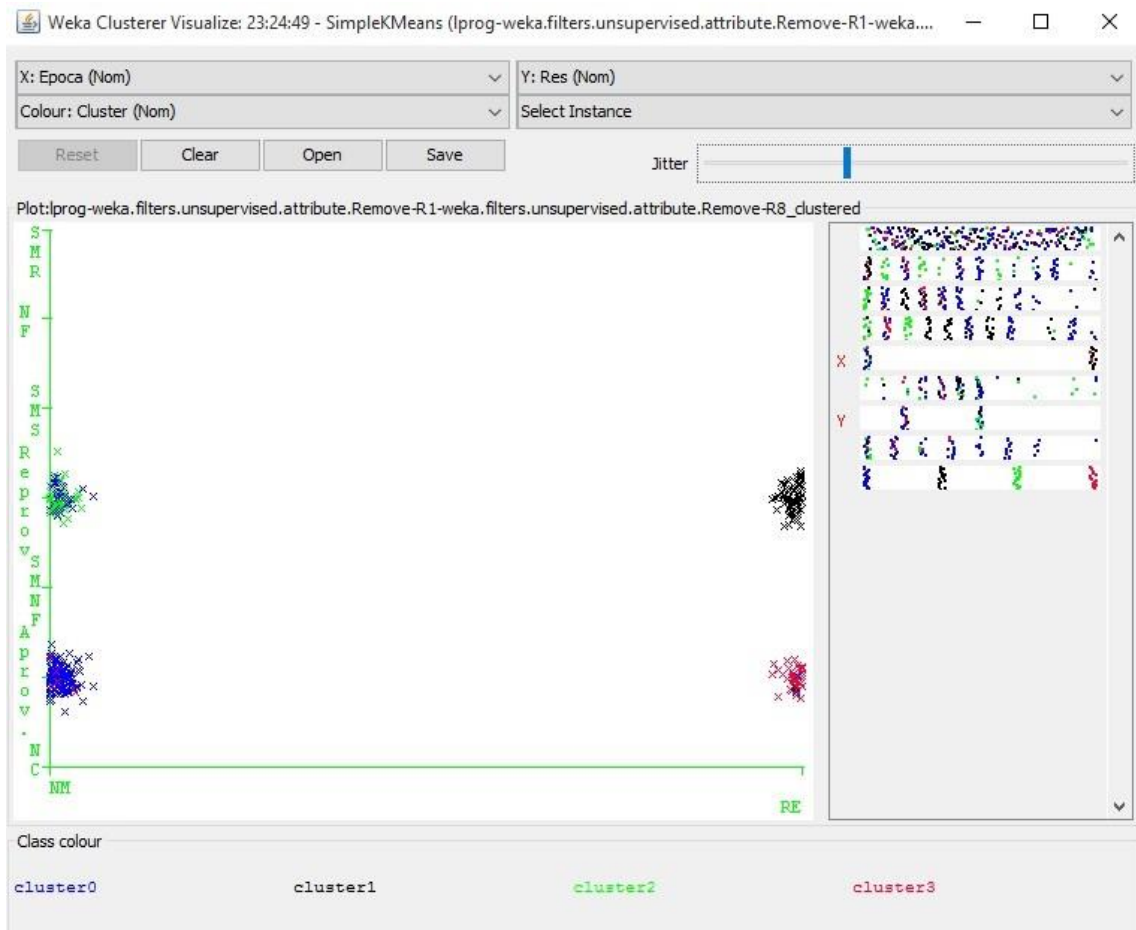 Weka Clusterer Visualize: 23:24:49 - SimpleKMeans (lprog-weka.filters.unsupervised.attribute.Remove-R1-weka....
X: Epoca (Nom)
Y: Res (Nom)
Colour: Cluster (Nom)
Select Instance
Reset
Clear
Open
Save
Jitter
Plot:lprog-weka.filters.unsupervised.attribute.Remove-R1-weka.filters.unsupervised.attribute.Remove-R8_clustered
SMR
NF
SMS
Reprov
SMNF
Aprov.
NC
NM
RE
X
Y
Class colour
cluster0
cluster1
cluster2
cluster3